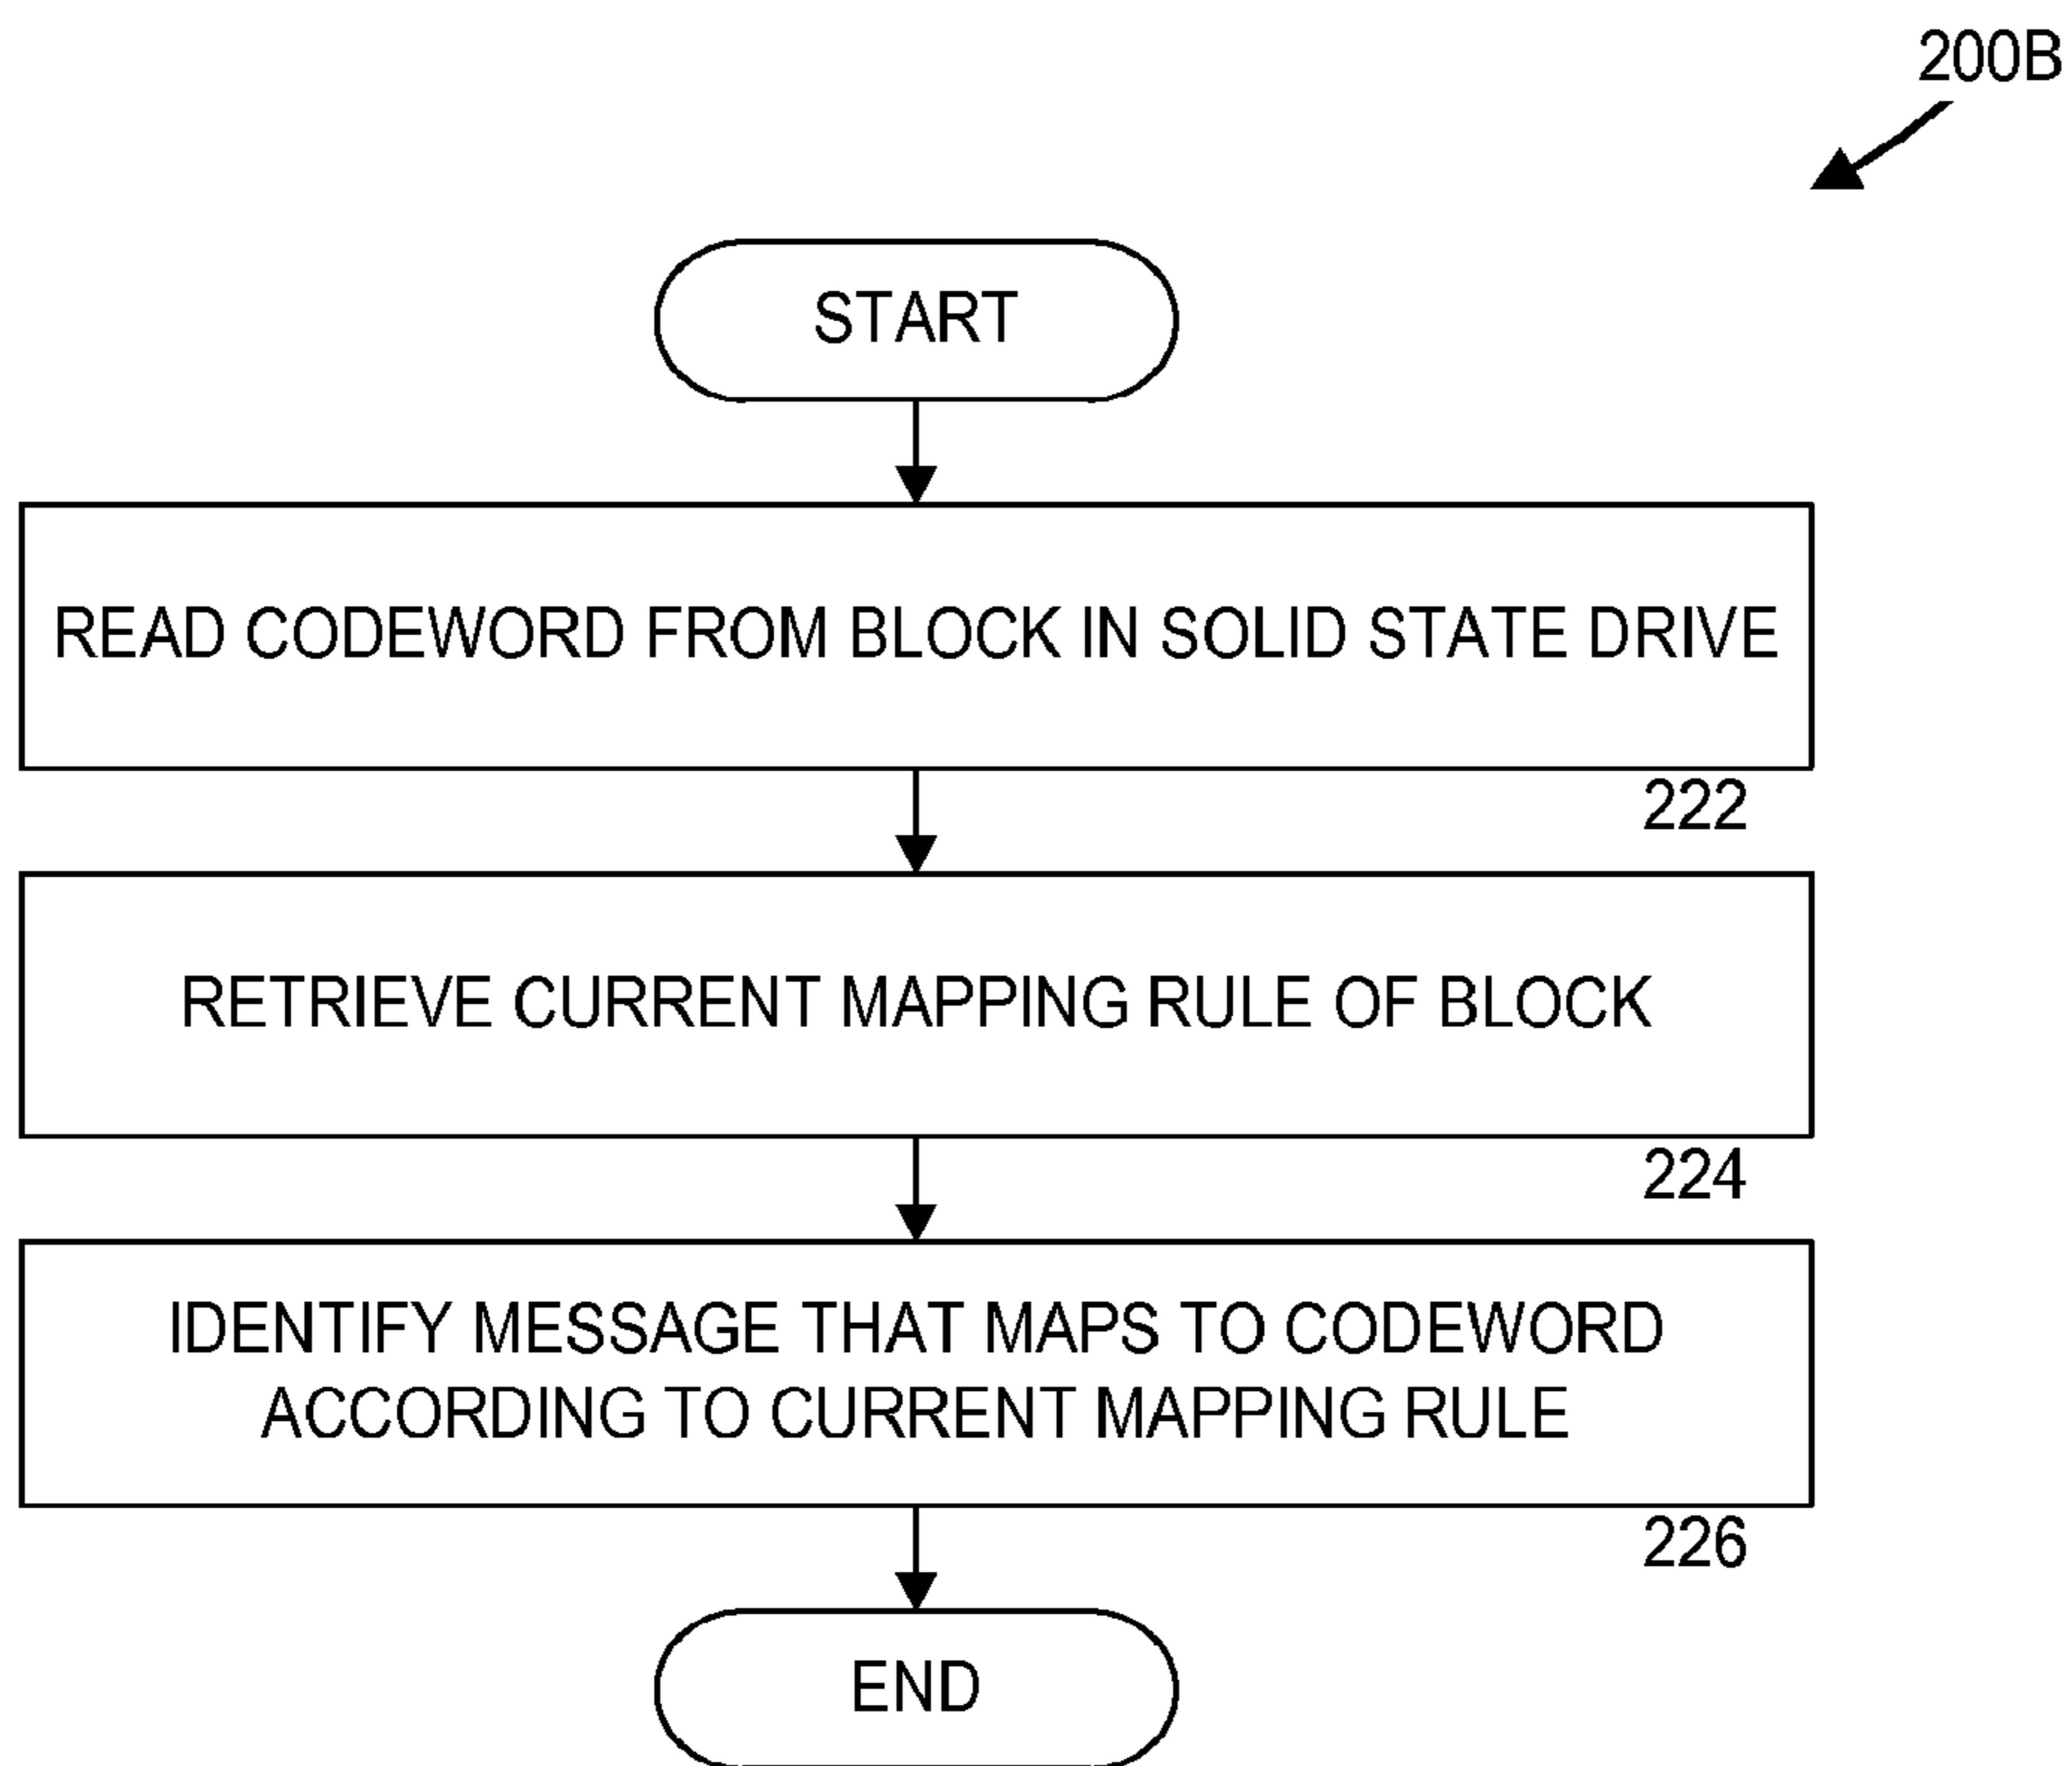 200B
START
READ CODEWORD FROM BLOCK IN SOLID STATE DRIVE
222
RETRIEVE CURRENT MAPPING RULE OF BLOCK
224
IDENTIFY MESSAGE THAT MAPS TO CODEWORD
ACCORDING TO CURRENT MAPPING RULE
226
END